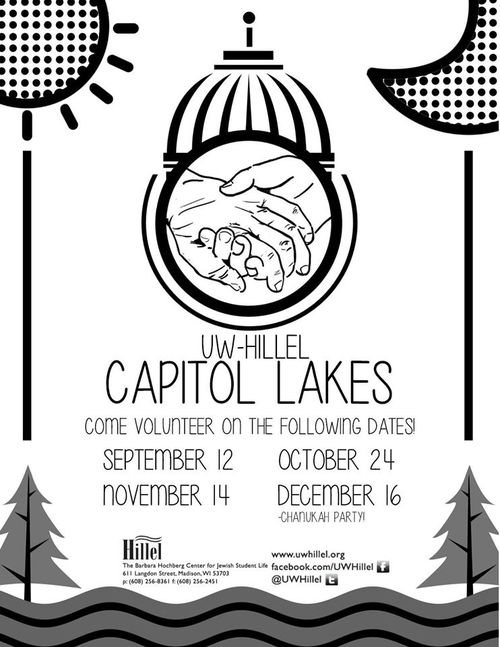 UW-HILLEL
CAPITOL LAKES
COME VOLUNTEER ON THE FOLLOWING DATES!
SEPTEMBER 12 OCTOBER 24
NOVEMBER 14 DECEMBER 16
-CHANUKAH PARTY!
Hillel
The Barbara Hochberg Center for Jewish Student Life
611 Langdon Street, Madison, WI 53703
p: (608) 256-8361 f: (608) 256-2451
www.uwhillel.org
facebook.com/UWHillel f
@UWHillel t